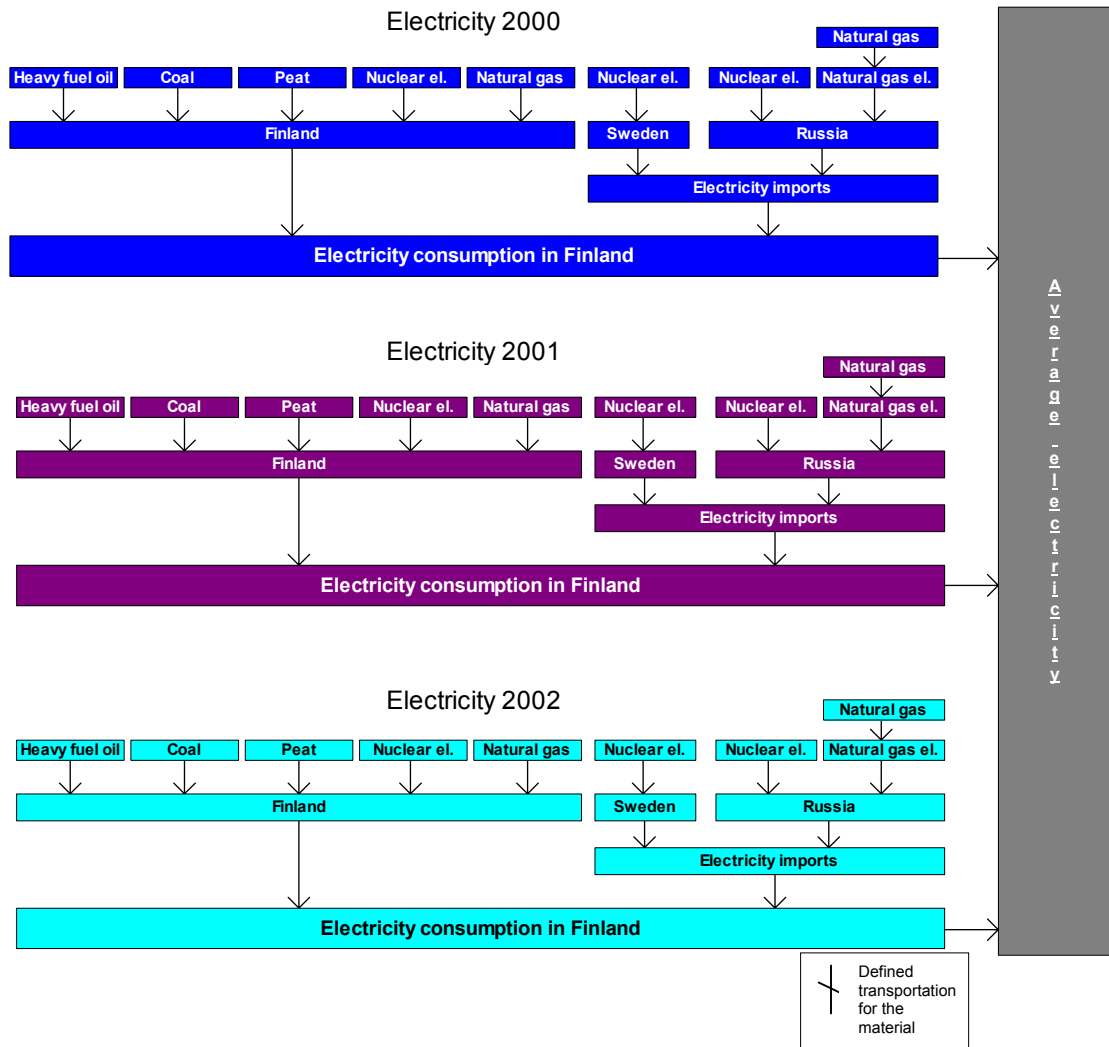 Electricity 2000
Natural gas
Heavy fuel oil Coal Peat Nuclear el. Natural gas Nuclear el. Nuclear el. Natural gas el.
Finland Sweden Russia
Electricity imports
Electricity consumption in Finland
Electricity 2001
Natural gas
Heavy fuel oil Coal Peat Nuclear el. Natural gas Nuclear el. Nuclear el. Natural gas el.
Finland Sweden Russia
Electricity imports
Electricity consumption in Finland
Electricity 2002
Natural gas
Heavy fuel oil Coal Peat Nuclear el. Natural gas Nuclear el. Nuclear el. Natural gas el.
Finland Sweden Russia
Electricity imports
Electricity consumption in Finland
Average electricity
Defined
transportation
for the
material